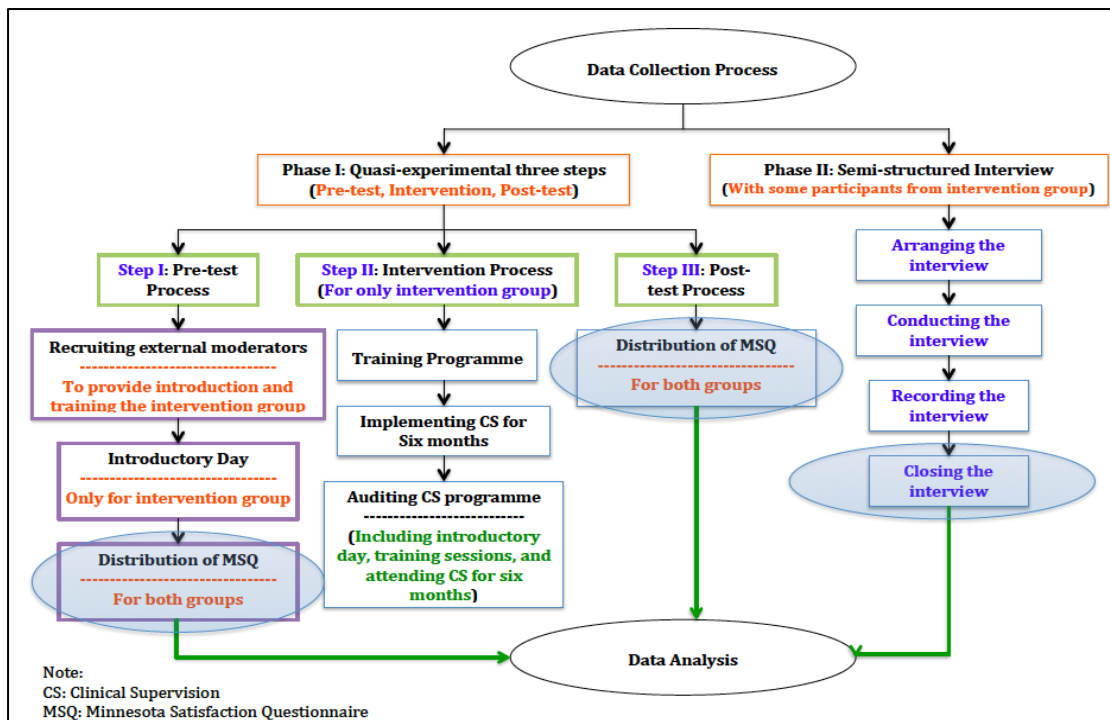 Data Collection Process
Phase I: Quasi-experimental three steps
(Pre-test, Intervention, Post-test)
Phase II: Semi-structured Interview
(With some participants from intervention group)
Step I: Pre-test
Process
Recruiting external moderators
To provide introduction and
training the intervention group
Introductory Day
Only for intervention group
Distribution of MSQ
For both groups
Step II: Intervention Process
(For only intervention group)
Training Programme
Implementing CS for
Six months
Auditing CS programme
(Including introductory
day, training sessions, and
attending CS for six
months)
Step III: Post-
test Process
Distribution of MSQ
For both groups
Arranging the
interview
Conducting the
interview
Recording the
interview
Closing the
interview
Data Analysis
Note:
CS: Clinical Supervision
MSQ: Minnesota Satisfaction Questionnaire